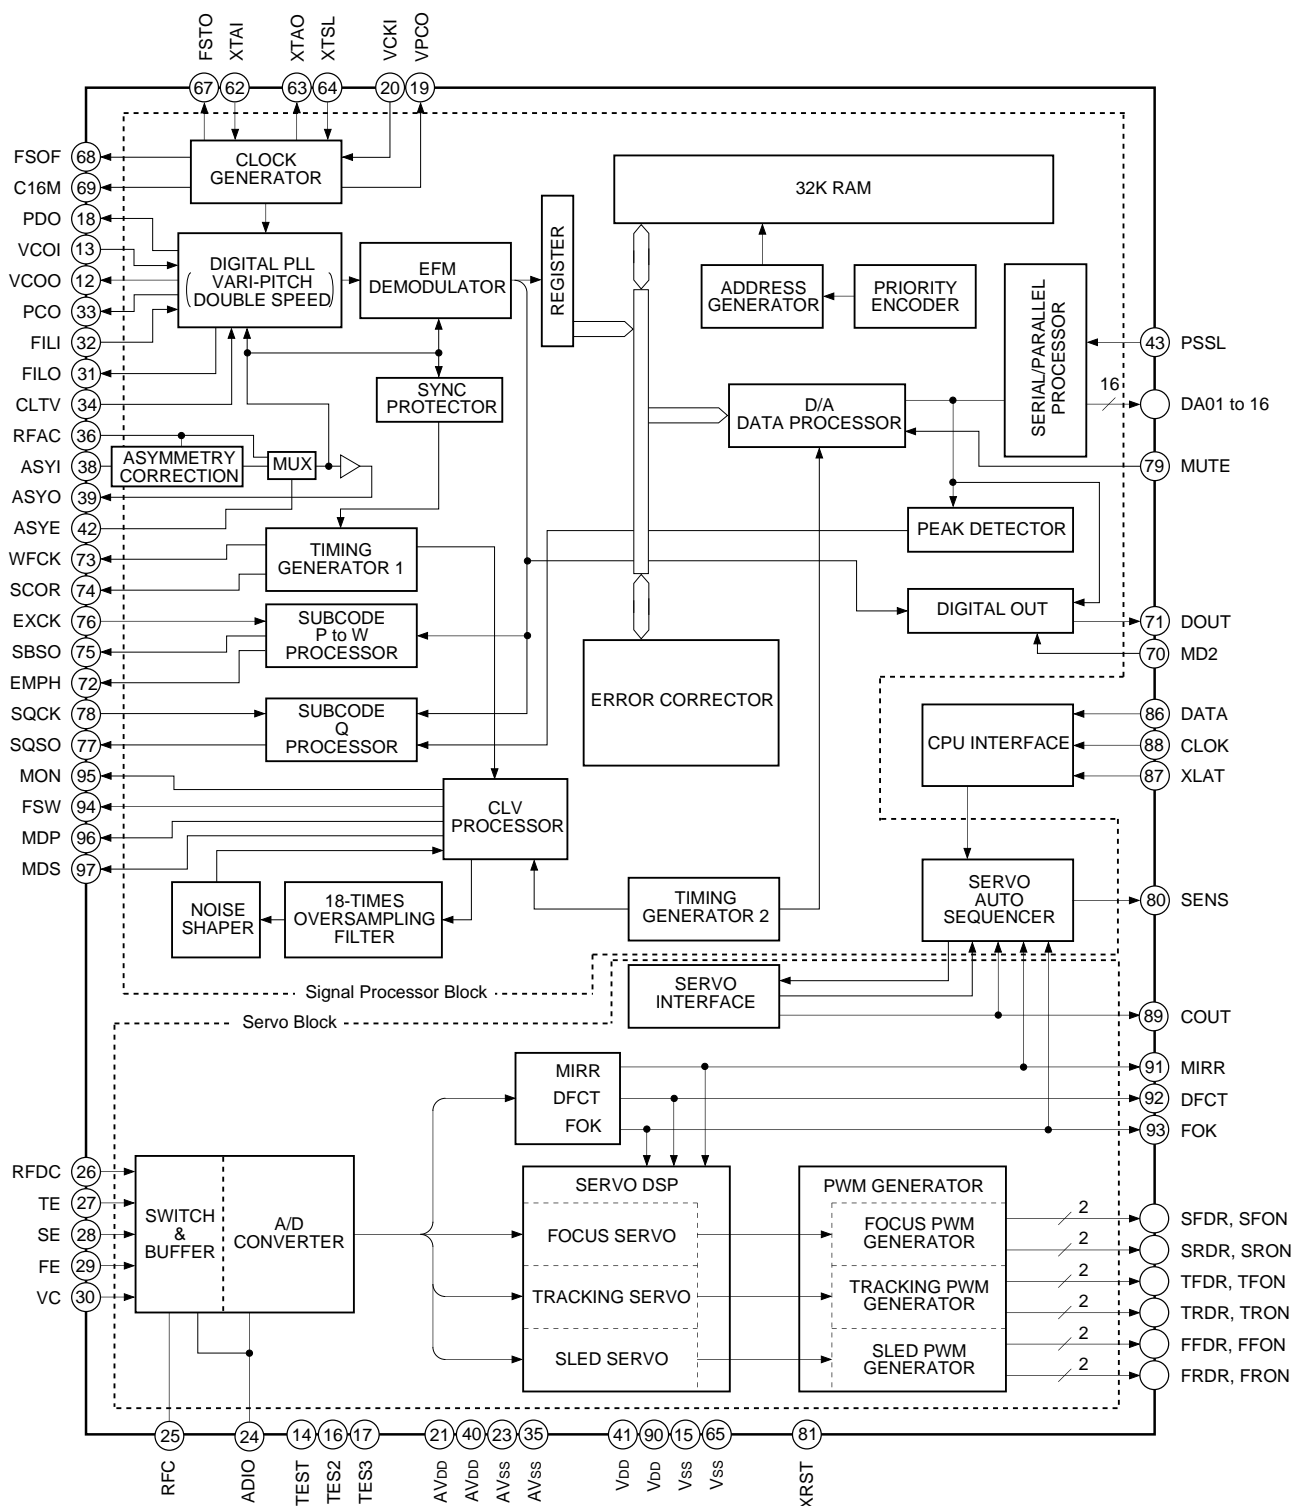 FSTO
XTAI
XTAO
XTSL
VCKI
VPCO
67
62
63
64
20
19
FSOF 68
C16M 69
PDO 18
VCOI 13
VCOO 12
PCO 33
FILI 32
FILO 31
CLTV 34
RFAC 36
ASYI 38
ASYO 39
ASYE 42
WFCK 73
SCOR 74
EXCK 76
SBSO 75
EMPH 72
SQCK 78
SQSO 77
MON 95
FSW 94
MDP 96
MDS 97
CLOCK
GENERATOR
DIGITAL PLL
VARI-PITCH
DOUBLE SPEED
EFM
DEMODULATOR
REGISTER
32K RAM
ADDRESS
GENERATOR
PRIORITY
ENCODER
SERIAL/PARALLEL
PROCESSOR
SYNC
PROTECTOR
D/A
DATA PROCESSOR
16
ASYMMETRY
CORRECTION
MUX
TIMING
GENERATOR 1
PEAK DETECTOR
DIGITAL OUT
SUBCODE
P to W
PROCESSOR
SUBCODE
Q
PROCESSOR
ERROR CORRECTOR
CPU INTERFACE
CLV
PROCESSOR
NOISE
SHAPER
18-TIMES
OVERSAMPLING
FILTER
TIMING
GENERATOR 2
SERVO
AUTO
SEQUENCER
SERVO
INTERFACE
Signal Processor Block
Servo Block
43 PSSL
DA01 to 16
79 MUTE
71 DOUT
70 MD2
86 DATA
88 CLOK
87 XLAT
80 SENS
89 COUT
91 MIRR
92 DFCT
93 FOK
MIRR
DFCT
FOK
RFDC 26
TE 27
SE 28
FE 29
VC 30
SWITCH
&
BUFFER
A/D
CONVERTER
SERVO DSP
FOCUS SERVO
TRACKING SERVO
SLED SERVO
PWM GENERATOR
FOCUS PWM
GENERATOR
TRACKING PWM
GENERATOR
SLED PWM
GENERATOR
2 SFDR, SFON
2 SRDR, SRON
2 TFDR, TFON
2 TRDR, TRON
2 FFDR, FFON
2 FRDR, FRON
25
24
14
16
17
21
40
23
35
41
90
15
65
81
RFC
ADIO
TEST
TES2
TES3
AVDD
AVDD
AVSS
AVSS
VDD
VDD
VSS
VSS
XRST